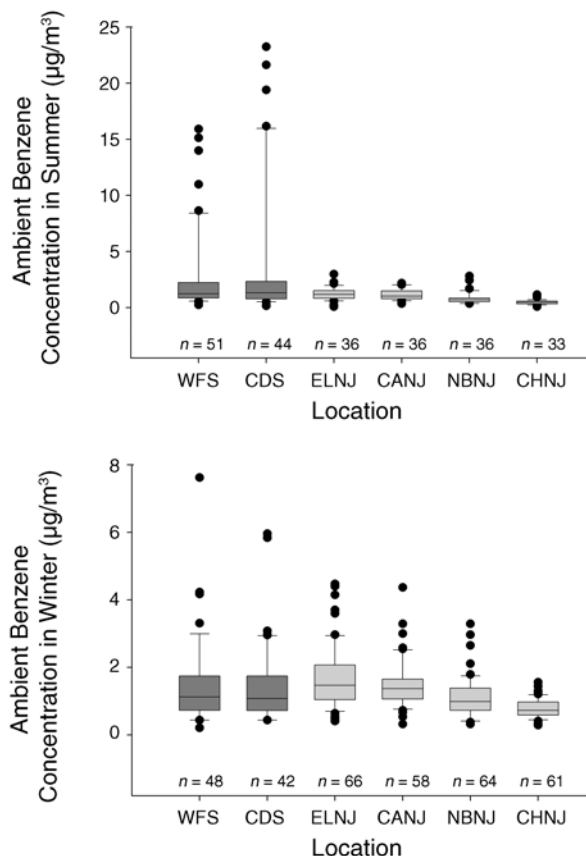 Ambient Benzene
Concentration in Summer (μg/m³)
25
20
15
10
5
0
n = 51 n = 44 n = 36 n = 36 n = 36 n = 33
WFS CDS ELNJ CANJ NBNJ CHNJ
Location
Ambient Benzene
Concentration in Winter (μg/m³)
8
6
4
2
0
n = 48 n = 42 n = 66 n = 58 n = 64 n = 61
WFS CDS ELNJ CANJ NBNJ CHNJ
Location